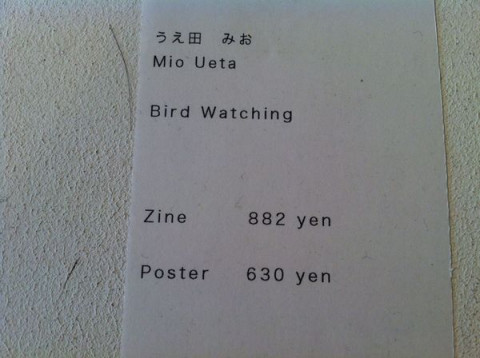 うえ田　みお
Mio Ueta
Bird Watching
Zine 882 yen
Poster 630 yen